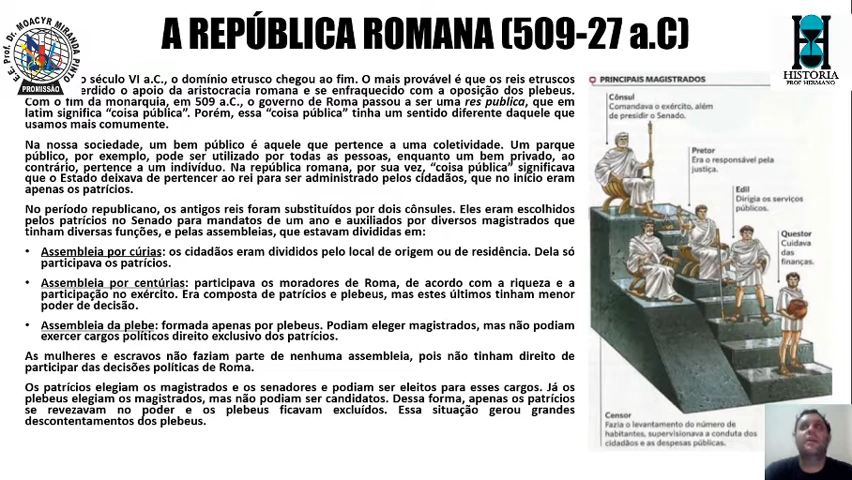 A REPÚBLICA ROMANA (509-27 a.C)
E.E. Prof. Dr. MOACYR MIRANDA PINTO
PROMISSÃO
HISTORIA
PROF HERMANO
o século VI a.C., o domínio etrusco chegou ao fim. O mais provável é que os reis etruscos
erdido o apoio da aristocracia romana e se enfraquecido com a oposição dos plebeus.
Com o fim da monarquia, em 509 a.C., o governo de Roma passou a ser uma res publica, que em
latim significa “coisa pública”. Porém, essa “coisa pública” tinha um sentido diferente daquele que
usamos mais comumente.
Na nossa sociedade, um bem público é aquele que pertence a uma coletividade. Um parque
público, por exemplo, pode ser utilizado por todas as pessoas, enquanto um bem privado, ao
contrário, pertence a um indivíduo. Na república romana, por sua vez, “coisa pública” significava
que o Estado deixava de pertencer ao rei para ser administrado pelos cidadãos, que no início eram
apenas os patrícios.
No período republicano, os antigos reis foram substituídos por dois cônsules. Eles eram escolhidos
pelos patrícios no Senado para mandatos de um ano e auxiliados por diversos magistrados que
tinham diversas funções, e pelas assembleias, que estavam divididas em:
• Assembleia por cúrias: os cidadãos eram divididos pelo local de origem ou de residência. Dela só
participava os patrícios.
• Assembleia por centúrias: participava os moradores de Roma, de acordo com a riqueza e a
participação no exército. Era composta de patrícios e plebeus, mas estes últimos tinham menor
poder de decisão.
• Assembleia da plebe: formada apenas por plebeus. Podiam eleger magistrados, mas não podiam
exercer cargos políticos direito exclusivo dos patrícios.
As mulheres e escravos não faziam parte de nenhuma assembleia, pois não tinham direito de
participar das decisões políticas de Roma.
Os patrícios elegiam os magistrados e os senadores e podiam ser eleitos para esses cargos. Já os
plebeus elegiam os magistrados, mas não podiam ser candidatos. Dessa forma, apenas os patrícios
se revezavam no poder e os plebeus ficavam excluídos. Essa situação gerou grandes
descontentamentos dos plebeus.
PRINCIPAIS MAGISTRADOS
Cônsul
Comandava o exército, além
de presidir o Senado.
Pretor
Era o responsável pela
justiça.
Edil
Dirigia os serviços
públicos.
Questor
Cuidava
das
finanças.
Censor
Fazia o levantamento do número de
habitantes, supervisionava a conduta dos
cidadãos e as despesas públicas.